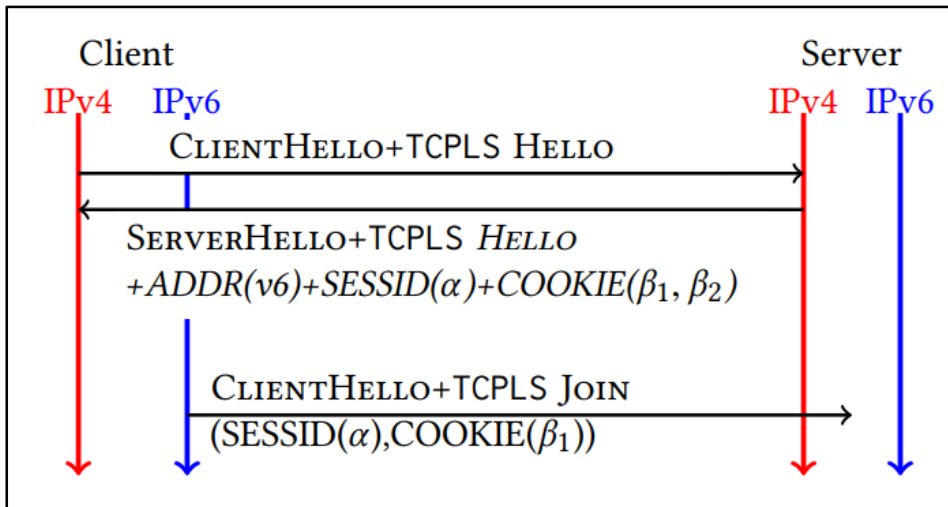 Client Server
IPv4 IPv6 IPv4 IPv6
CLIENTHELLO+TCPLS HELLO
SERVERHELLO+TCPLS HELLO
+ADDR(v6)+SESSID(α)+COOKIE(β₁, β₂)
CLIENTHELLO+TCPLS JOIN
(SESSID(α),COOKIE(β₁))